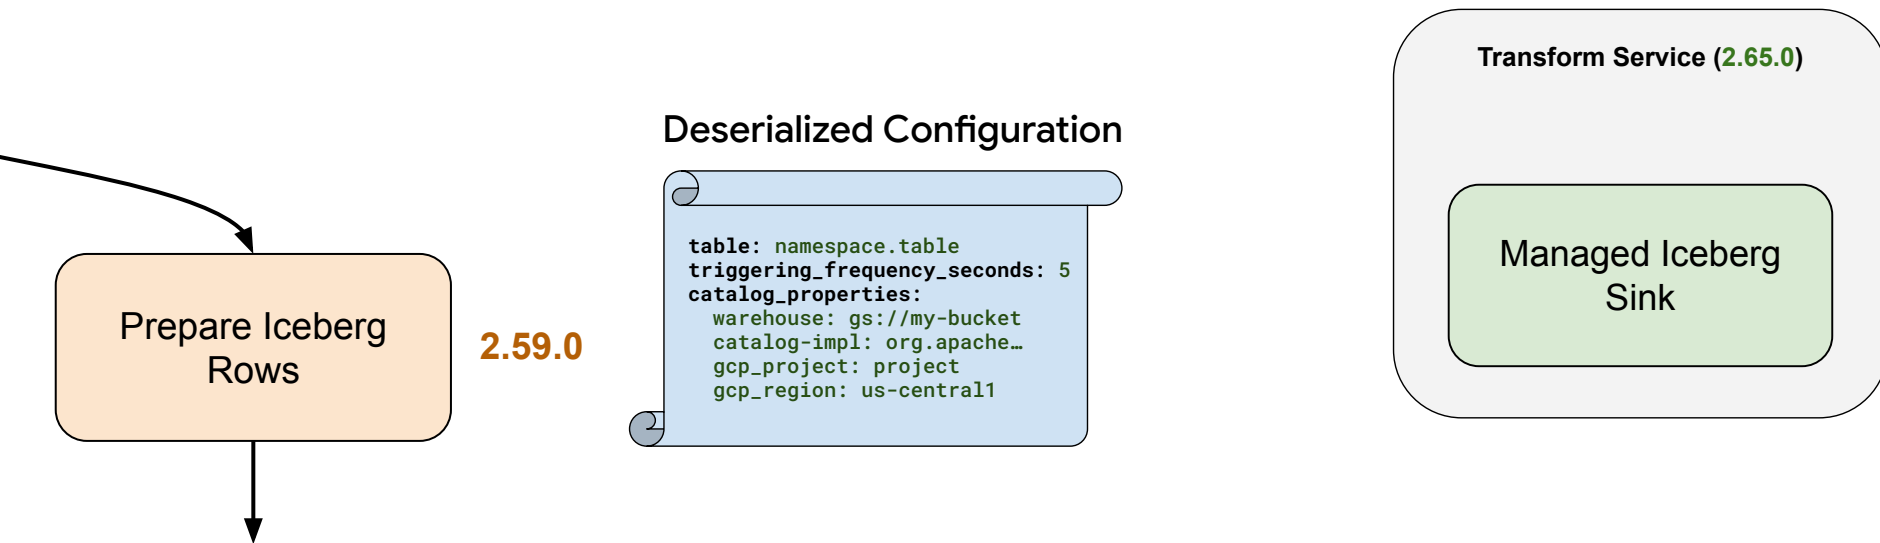 Transform Service (2.65.0)
Deserialized Configuration
table: namespace.table
triggering_frequency_seconds: 5
catalog_properties:
  warehouse: gs://my-bucket
  catalog-impl: org.apache…
  gcp_project: project
  gcp_region: us-central1
Prepare Iceberg
Rows
2.59.0
Managed Iceberg
Sink